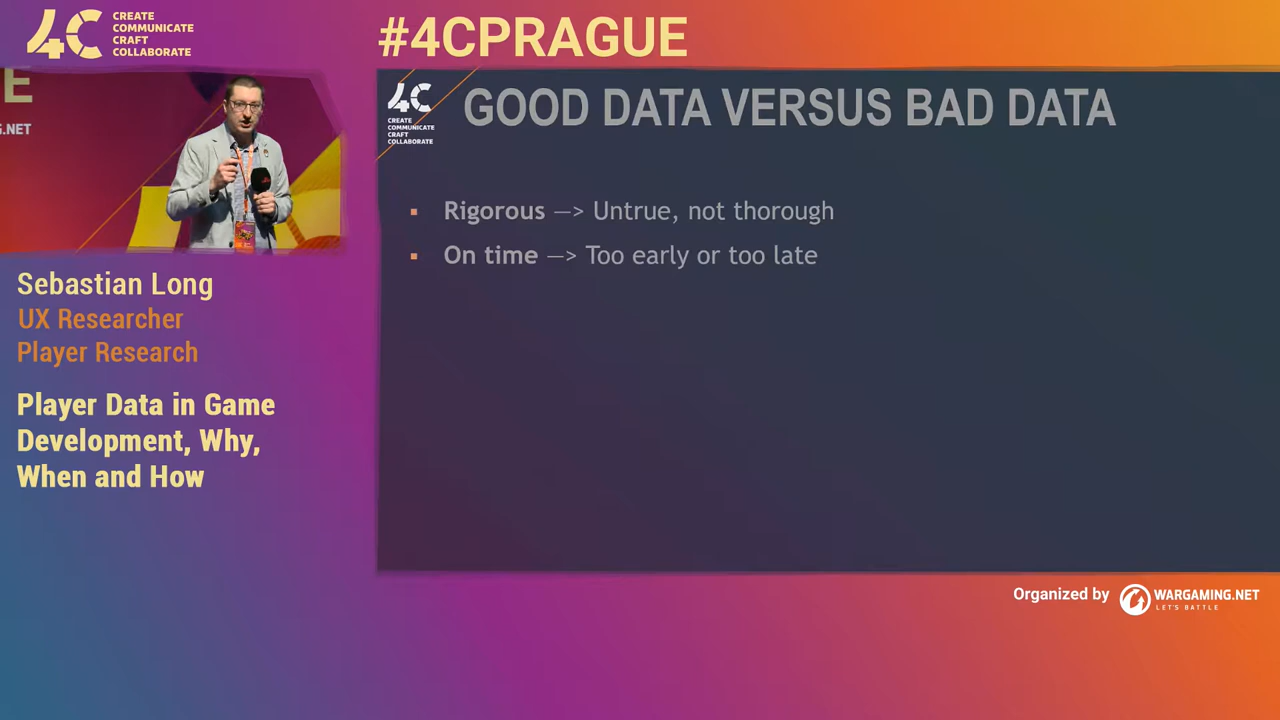 4C
CREATE
COMMUNICATE
CRAFT
COLLABORATE
#4CPRAGUE
E
G.NET
4C
CREATE
COMMUNICATE
CRAFT
COLLABORATE
GOOD DATA VERSUS BAD DATA
▪ Rigorous —> Untrue, not thorough
▪ On time —> Too early or too late
Sebastian Long
UX Researcher
Player Research
Player Data in Game
Development, Why,
When and How
Organized by
WARGAMING.NET
LET'S BATTLE